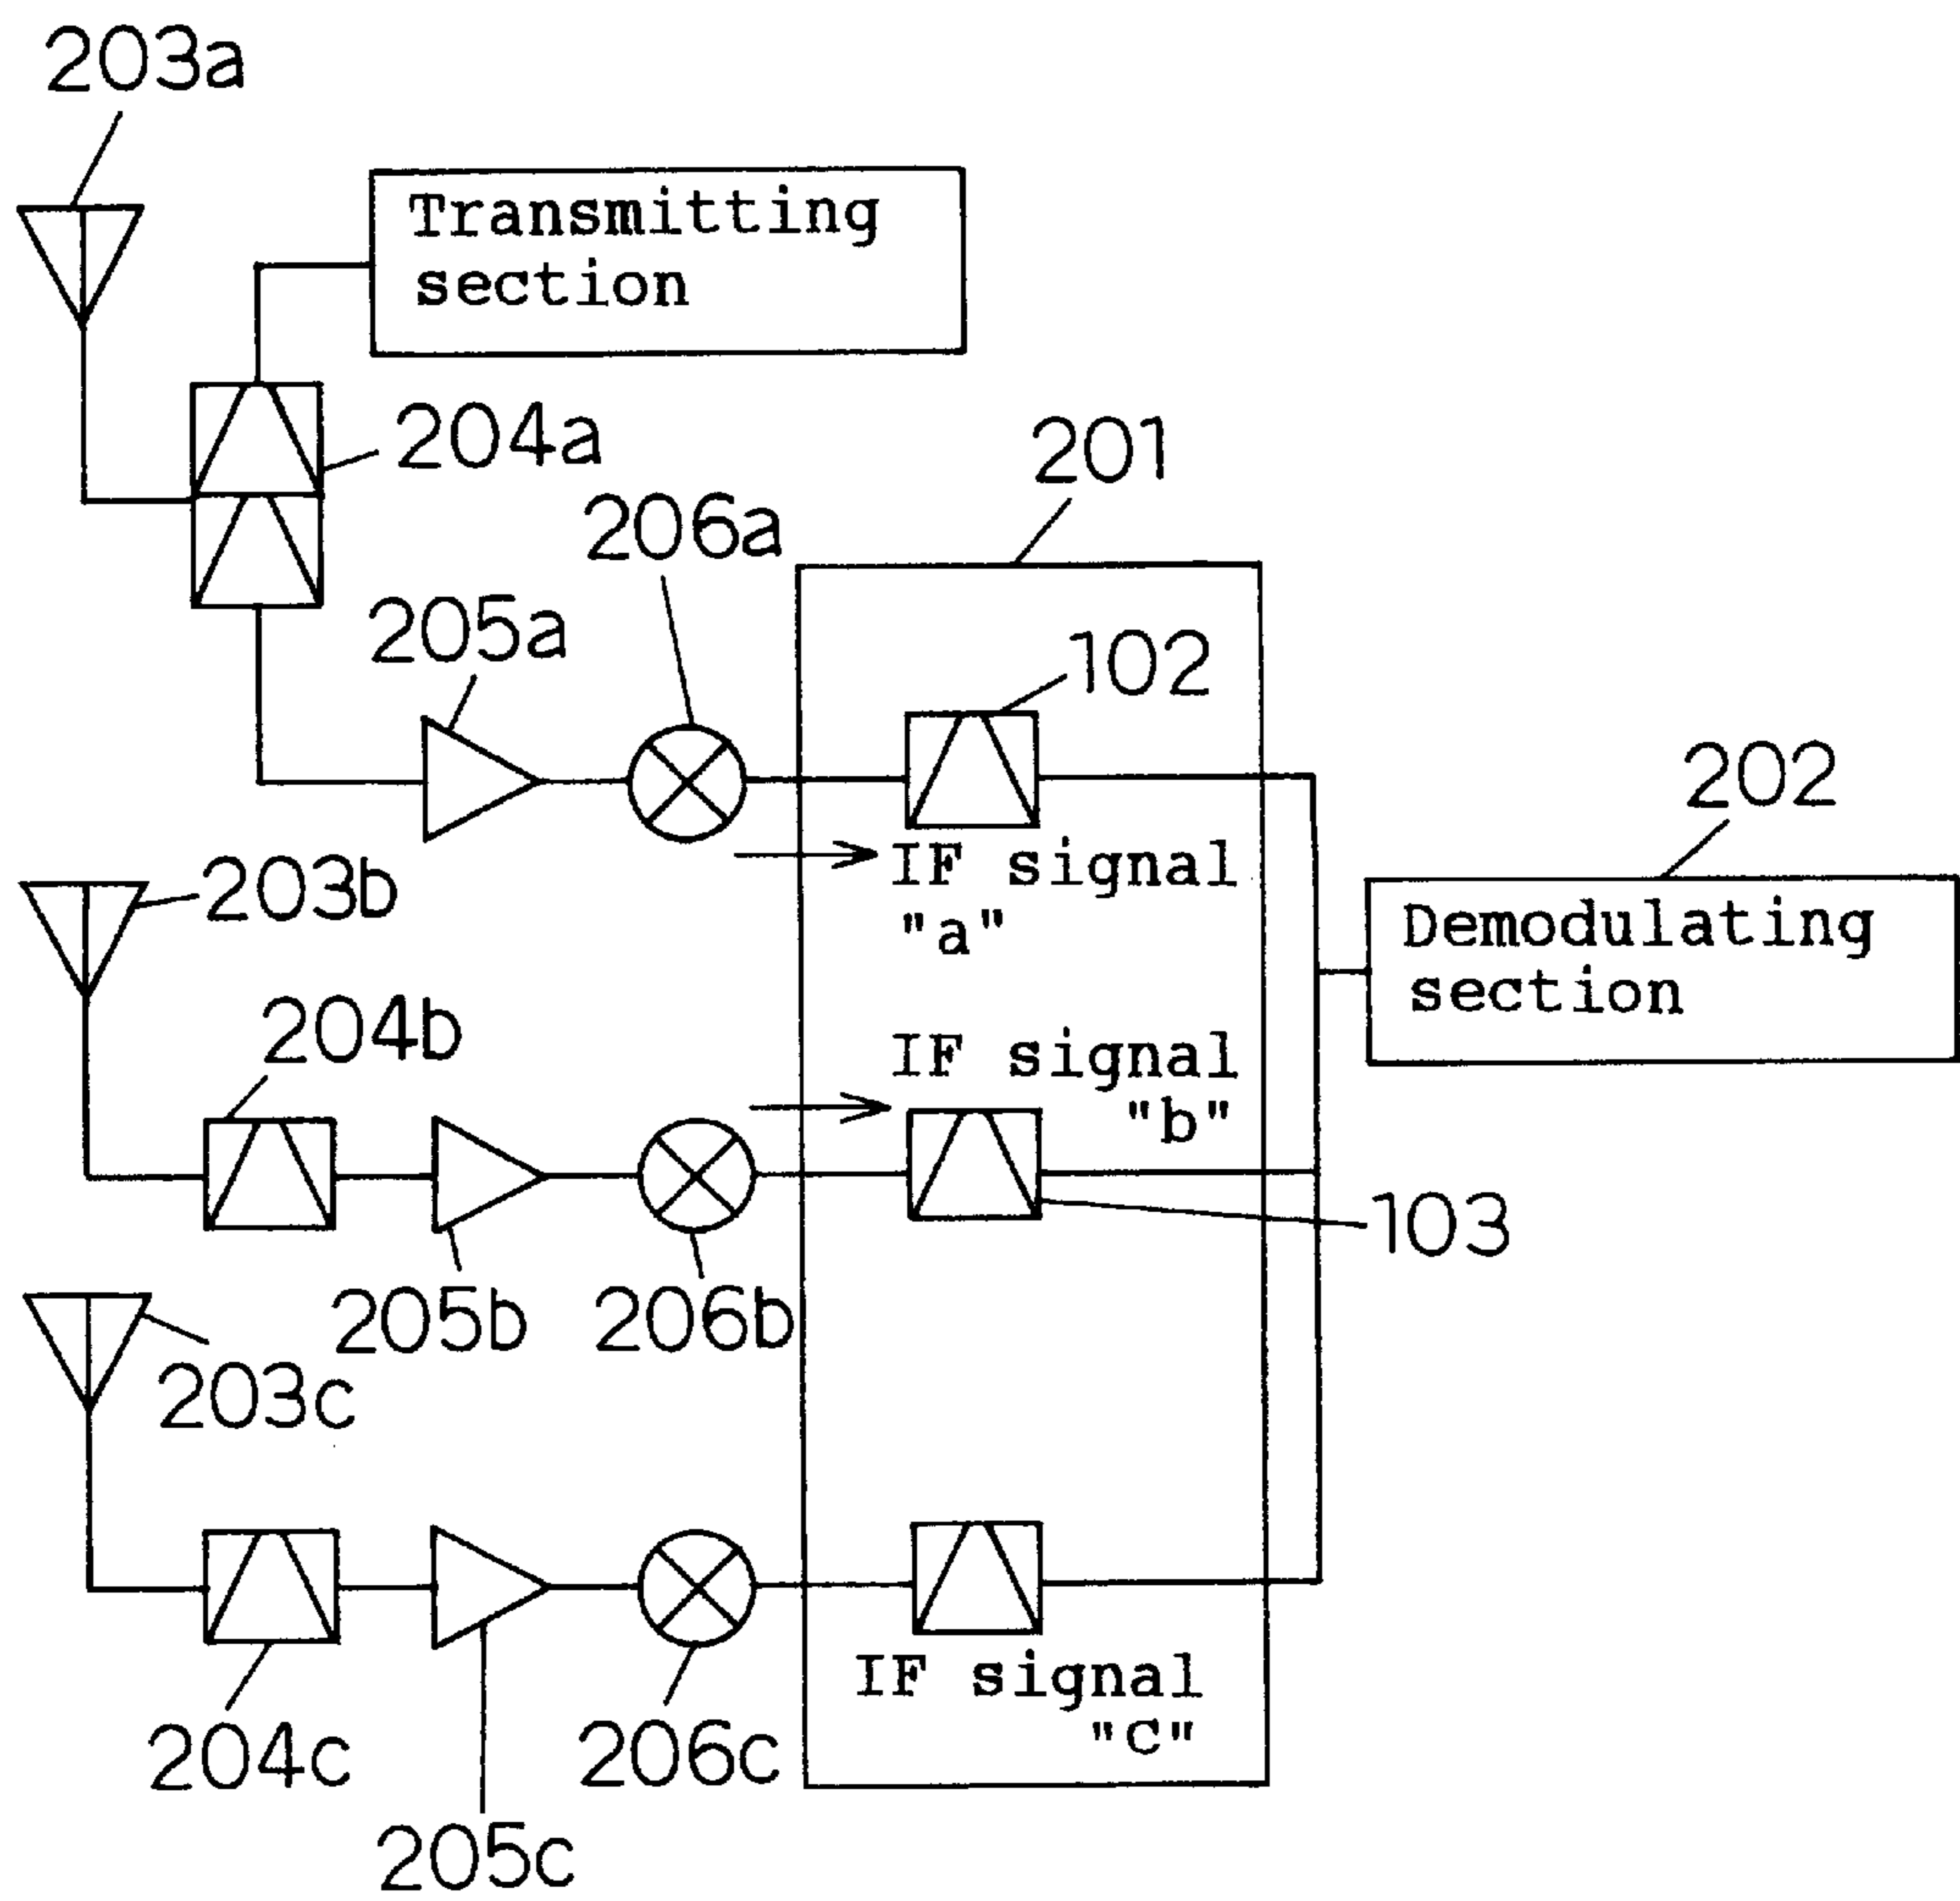 203a
Transmitting
section
204a
201
206a
205a
102
202
IF signal
"a"
203b
Demodulating
section
204b
IF signal
"b"
103
205b
206b
203c
IF signal
"C"
204c
206c
205c